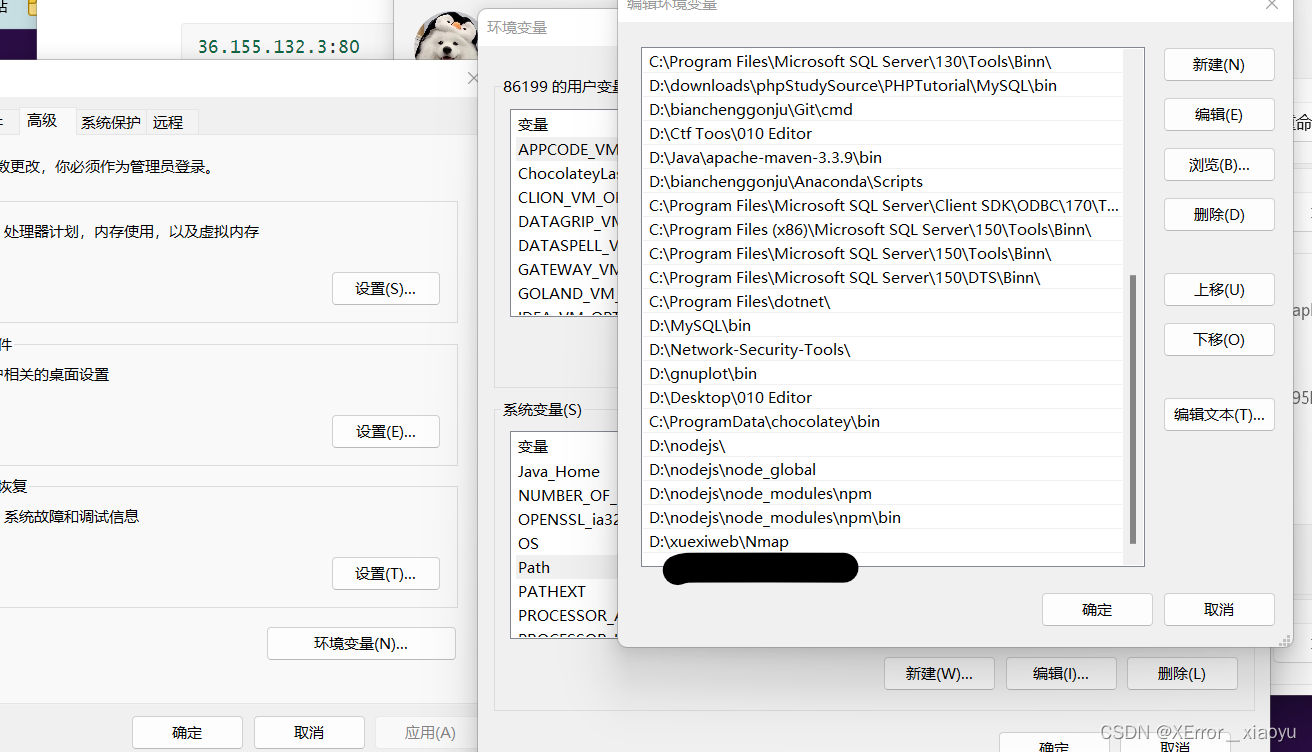 36.155.132.3:80
高级
系统保护
远程
数更改，你必须作为管理员登录。
处理器计划，内存使用，以及虚拟内存
设置(S)...
件
户相关的桌面设置
设置(E)...
恢复
系统故障和调试信息
设置(T)...
环境变量(N)...
确定
取消
应用(A)
环境变量
86199 的用户变量
变量
APPCODE_VM
ChocolateyLas
CLION_VM_O
DATAGRIP_VM
DATASPELL_V
GATEWAY_VM
GOLAND_VM_
IDEA_VM_OPT
系统变量(S)
变量
Java_Home
NUMBER_OF_
OPENSSL_ia32
OS
Path
PATHEXT
PROCESSOR_A
新建(W)...
编辑(I)...
删除(L)
确定
取消
编辑环境变量
C:\Program Files\Microsoft SQL Server\130\Tools\Binn\
D:\downloads\phpStudySource\PHPTutorial\MySQL\bin
D:\bianchenggonju\Git\cmd
D:\Ctf Toos\010 Editor
D:\Java\apache-maven-3.3.9\bin
D:\bianchenggonju\Anaconda\Scripts
C:\Program Files\Microsoft SQL Server\Client SDK\ODBC\170\T...
C:\Program Files (x86)\Microsoft SQL Server\150\Tools\Binn\
C:\Program Files\Microsoft SQL Server\150\Tools\Binn\
C:\Program Files\Microsoft SQL Server\150\DTS\Binn\
C:\Program Files\dotnet\
D:\MySQL\bin
D:\Network-Security-Tools\
D:\gnuplot\bin
D:\Desktop\010 Editor
C:\ProgramData\chocolatey\bin
D:\nodejs\
D:\nodejs\node_global
D:\nodejs\node_modules\npm
D:\nodejs\node_modules\npm\bin
D:\xuexiweb\Nmap
新建(N)
编辑(E)
浏览(B)...
删除(D)
上移(U)
下移(O)
编辑文本(T)...
确定
取消
CSDN @XError_xiaoyu